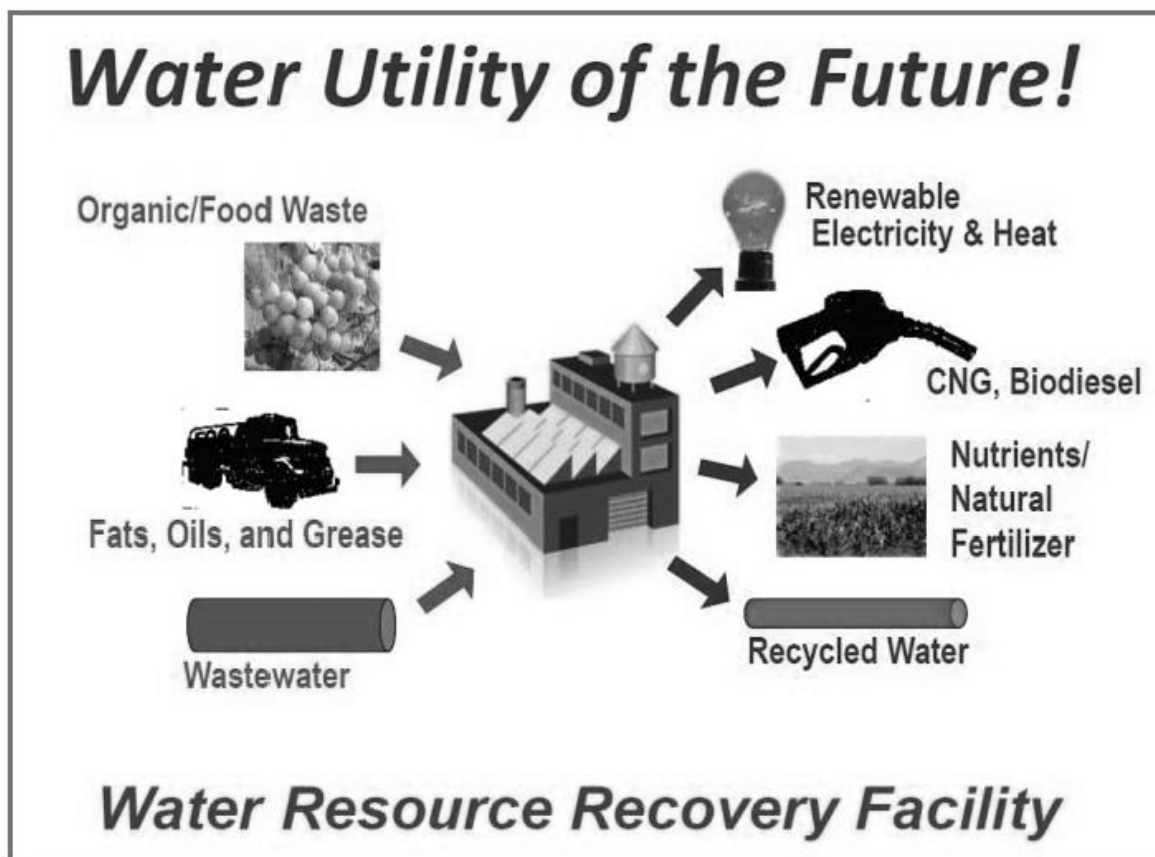 Water Utility of the Future!
Organic/Food Waste
Renewable
Electricity & Heat
CNG, Biodiesel
Fats, Oils, and Grease
Nutrients/
Natural
Fertilizer
Wastewater
Recycled Water
Water Resource Recovery Facility